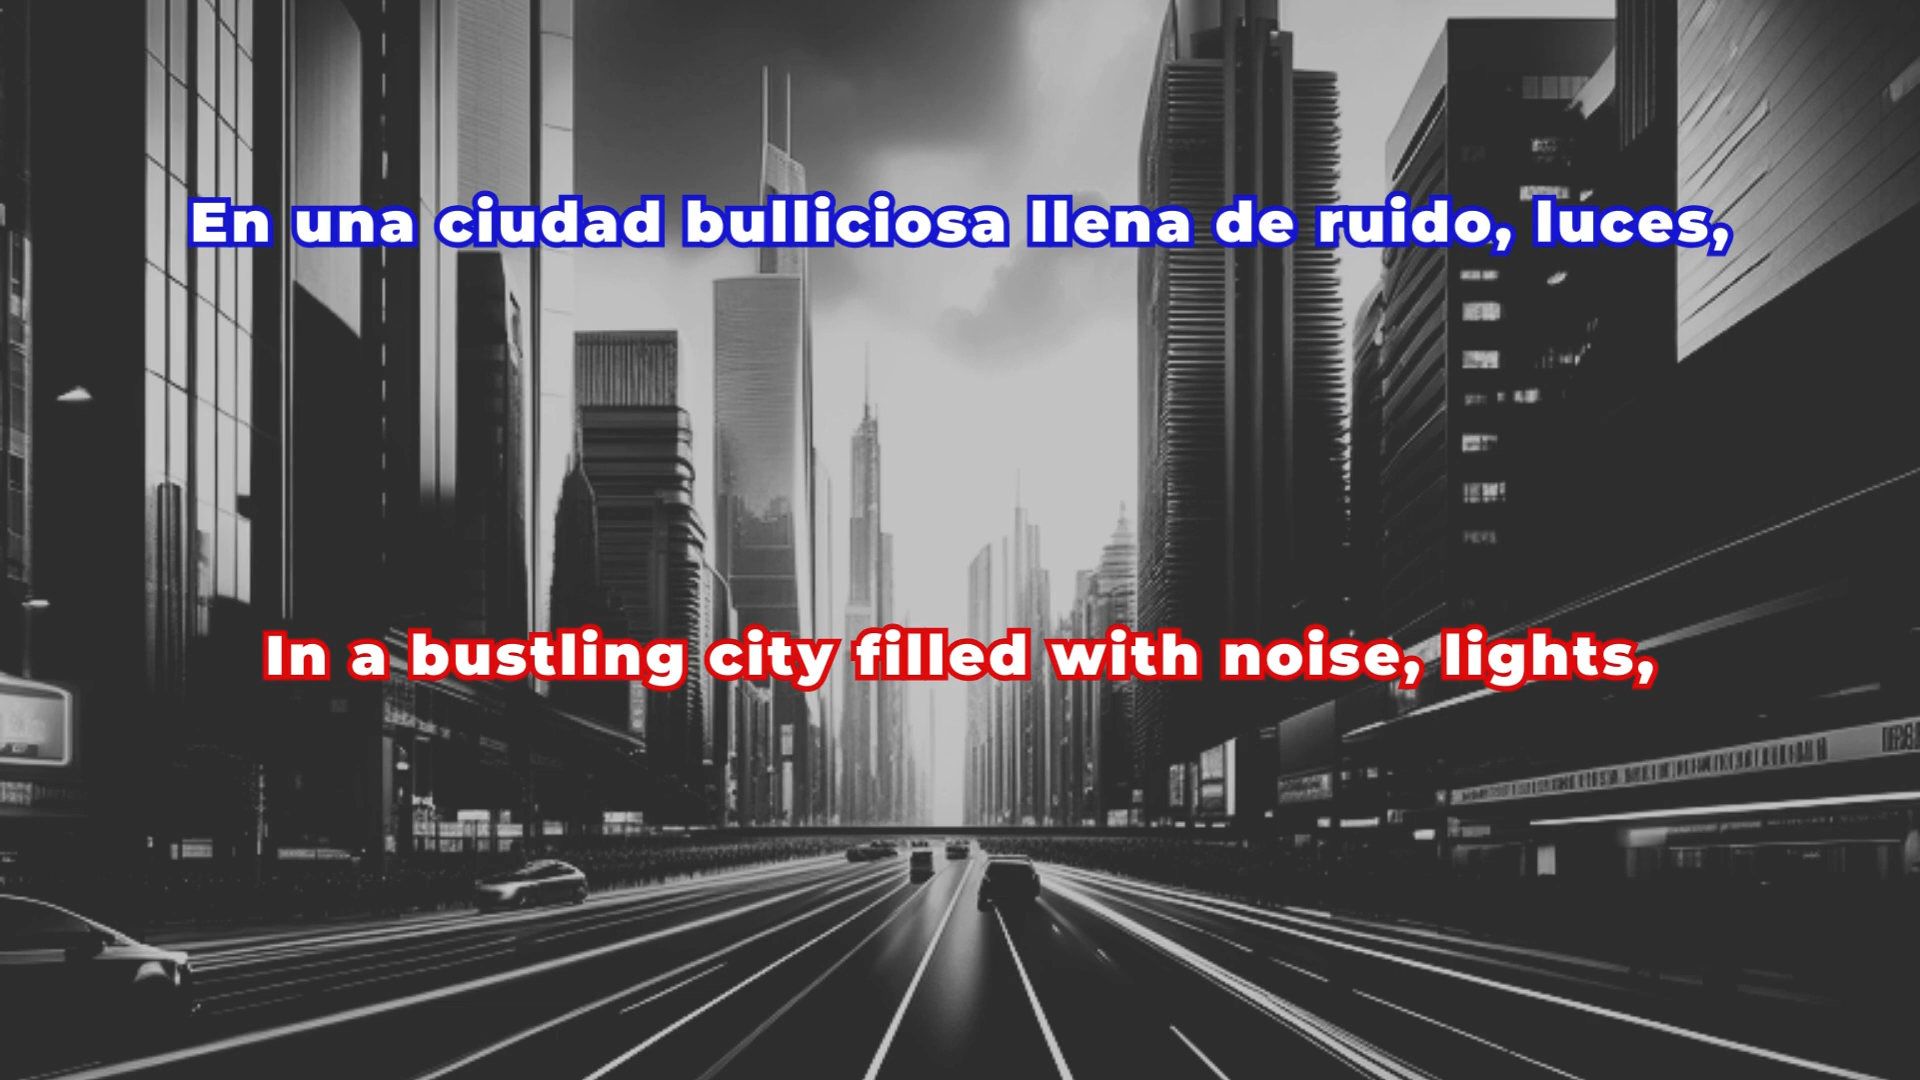 En una ciudad bulliciosa llena de ruido, luces,
In a bustling city filled with noise, lights,